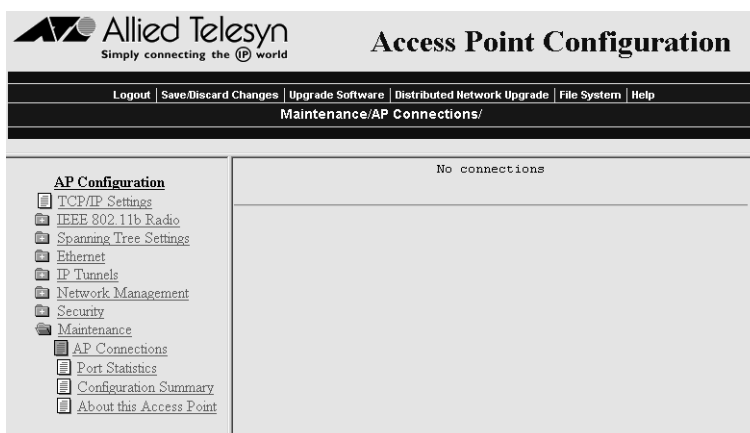 Allied Telesyn
Simply connecting the IP world
Access Point Configuration
Logout | Save/Discard Changes | Upgrade Software | Distributed Network Upgrade | File System | Help
Maintenance/AP Connections/
AP Configuration
TCP/IP Settings
IEEE 802.11b Radio
Spanning Tree Settings
Ethernet
IP Tunnels
Network Management
Security
Maintenance
AP Connections
Port Statistics
Configuration Summary
About this Access Point
No connections